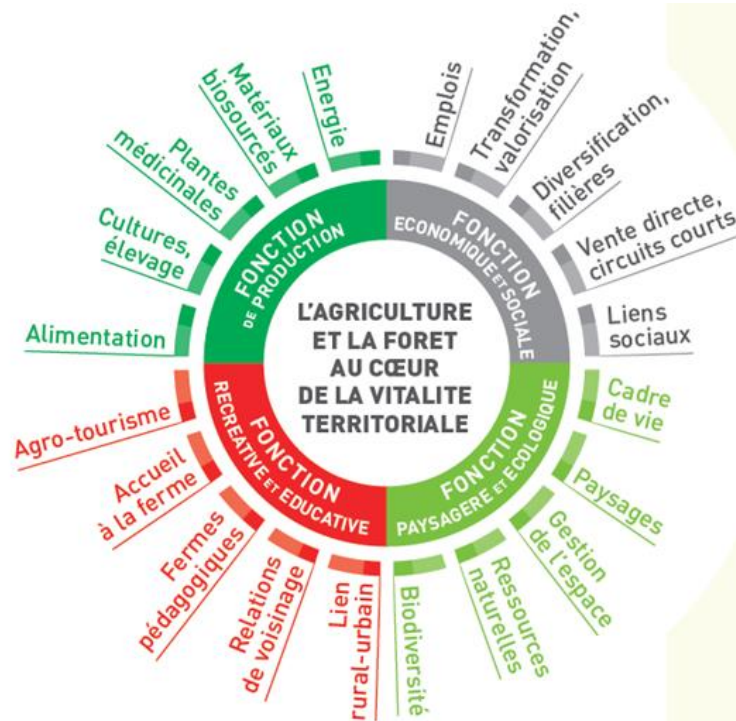 L'AGRICULTURE
ET LA FORET
AU CŒUR
DE LA VITALITE
TERRITORIALE
FONCTION
DE PRODUCTION
Alimentation
Cultures,
élevage
Plantes
médicinales
Matériaux
biosourcés
Energie
FONCTION
ECONOMIQUE ET SOCIALE
Emplois
Transformation,
valorisation
Diversification,
filières
Vente directe,
circuits courts
Liens
sociaux
FONCTION
PAYSAGERE ET ECOLOGIQUE
Cadre
de vie
Paysages
Gestion
de l'espace
Ressources
naturelles
Biodiversité
FONCTION
RECREATIVE ET EDUCATIVE
Lien
rural-urbain
Relations
de voisinage
Fermes
pédagogiques
Accueil
à la ferme
Agro-tourisme